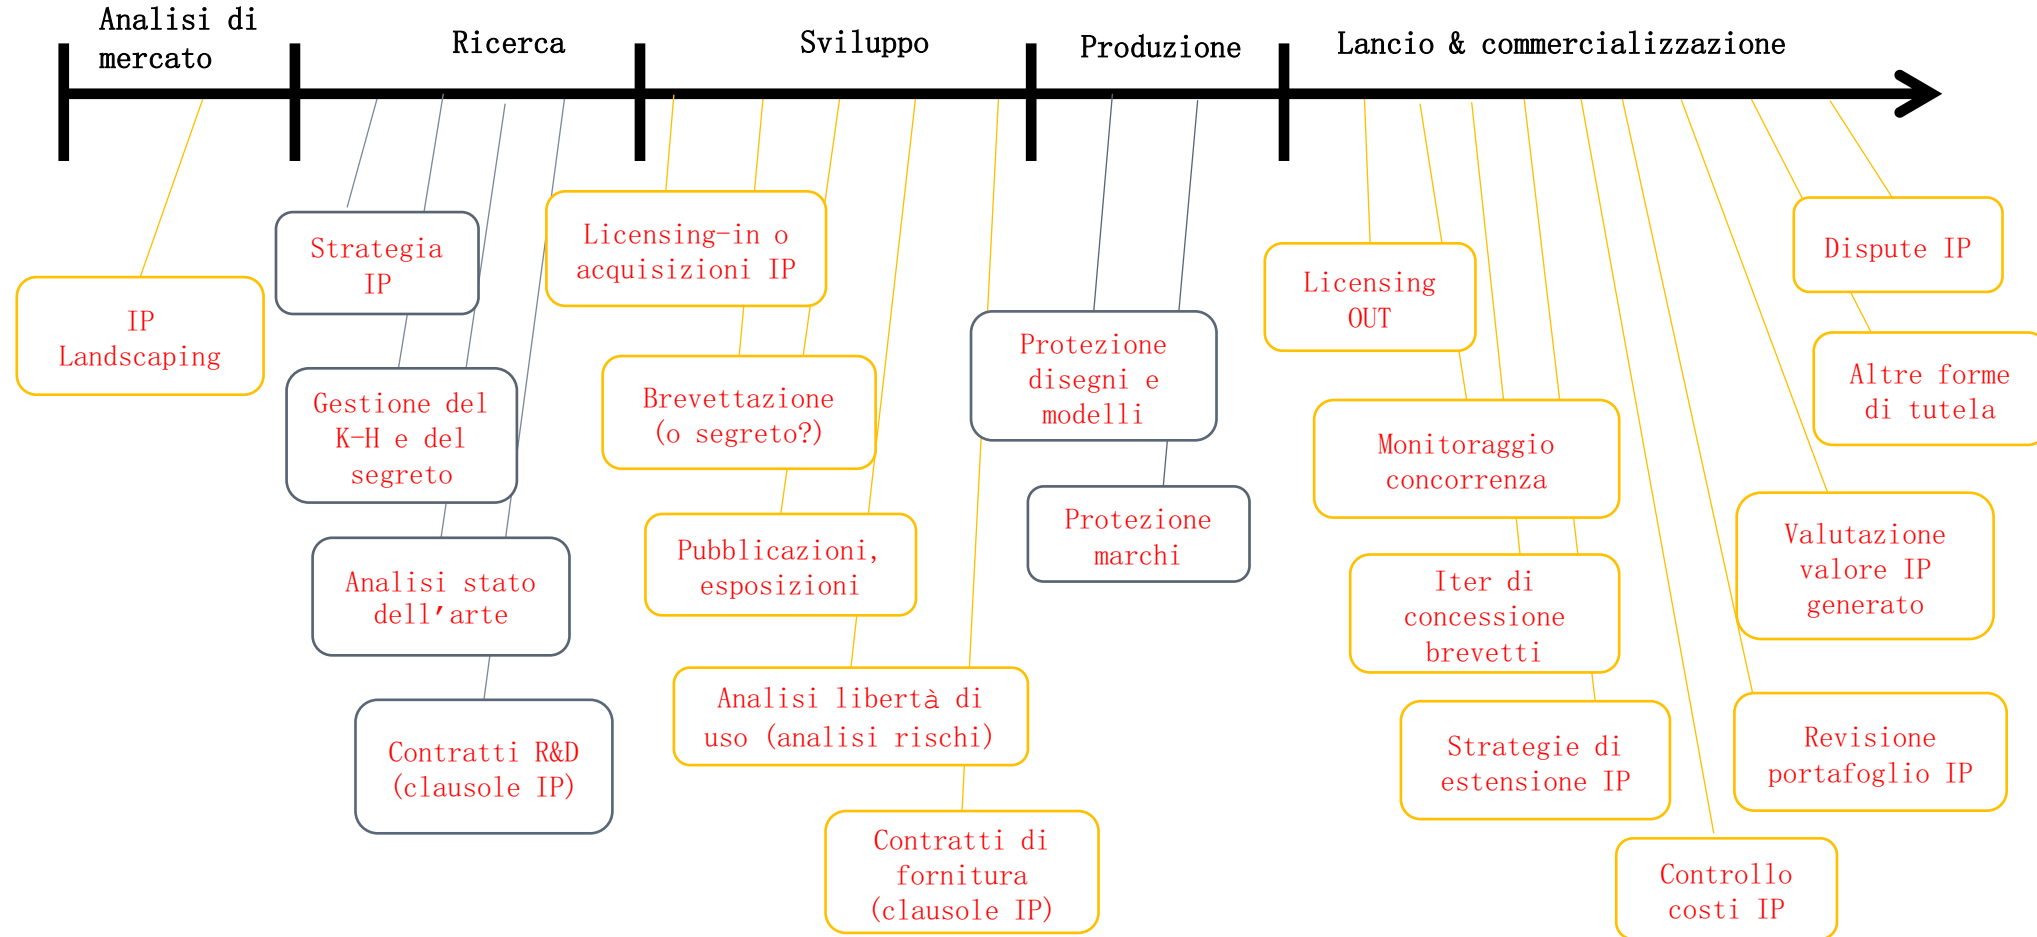 Analisi di
mercato
Ricerca
Sviluppo
Produzione
Lancio & commercializzazione
IP
Landscaping
Strategia
IP
Gestione del
K-H e del
segreto
Analisi stato
dell’arte
Contratti R&D
(clausole IP)
Licensing-in o
acquisizioni IP
Brevettazione
(o segreto?)
Pubblicazioni,
esposizioni
Analisi libertà di
uso (analisi rischi)
Contratti di
fornitura
(clausole IP)
Protezione
disegni e
modelli
Protezione
marchi
Licensing
OUT
Monitoraggio
concorrenza
Iter di
concessione
brevetti
Strategie di
estensione IP
Controllo
costi IP
Revisione
portafoglio IP
Valutazione
valore IP
generato
Altre forme
di tutela
Dispute IP